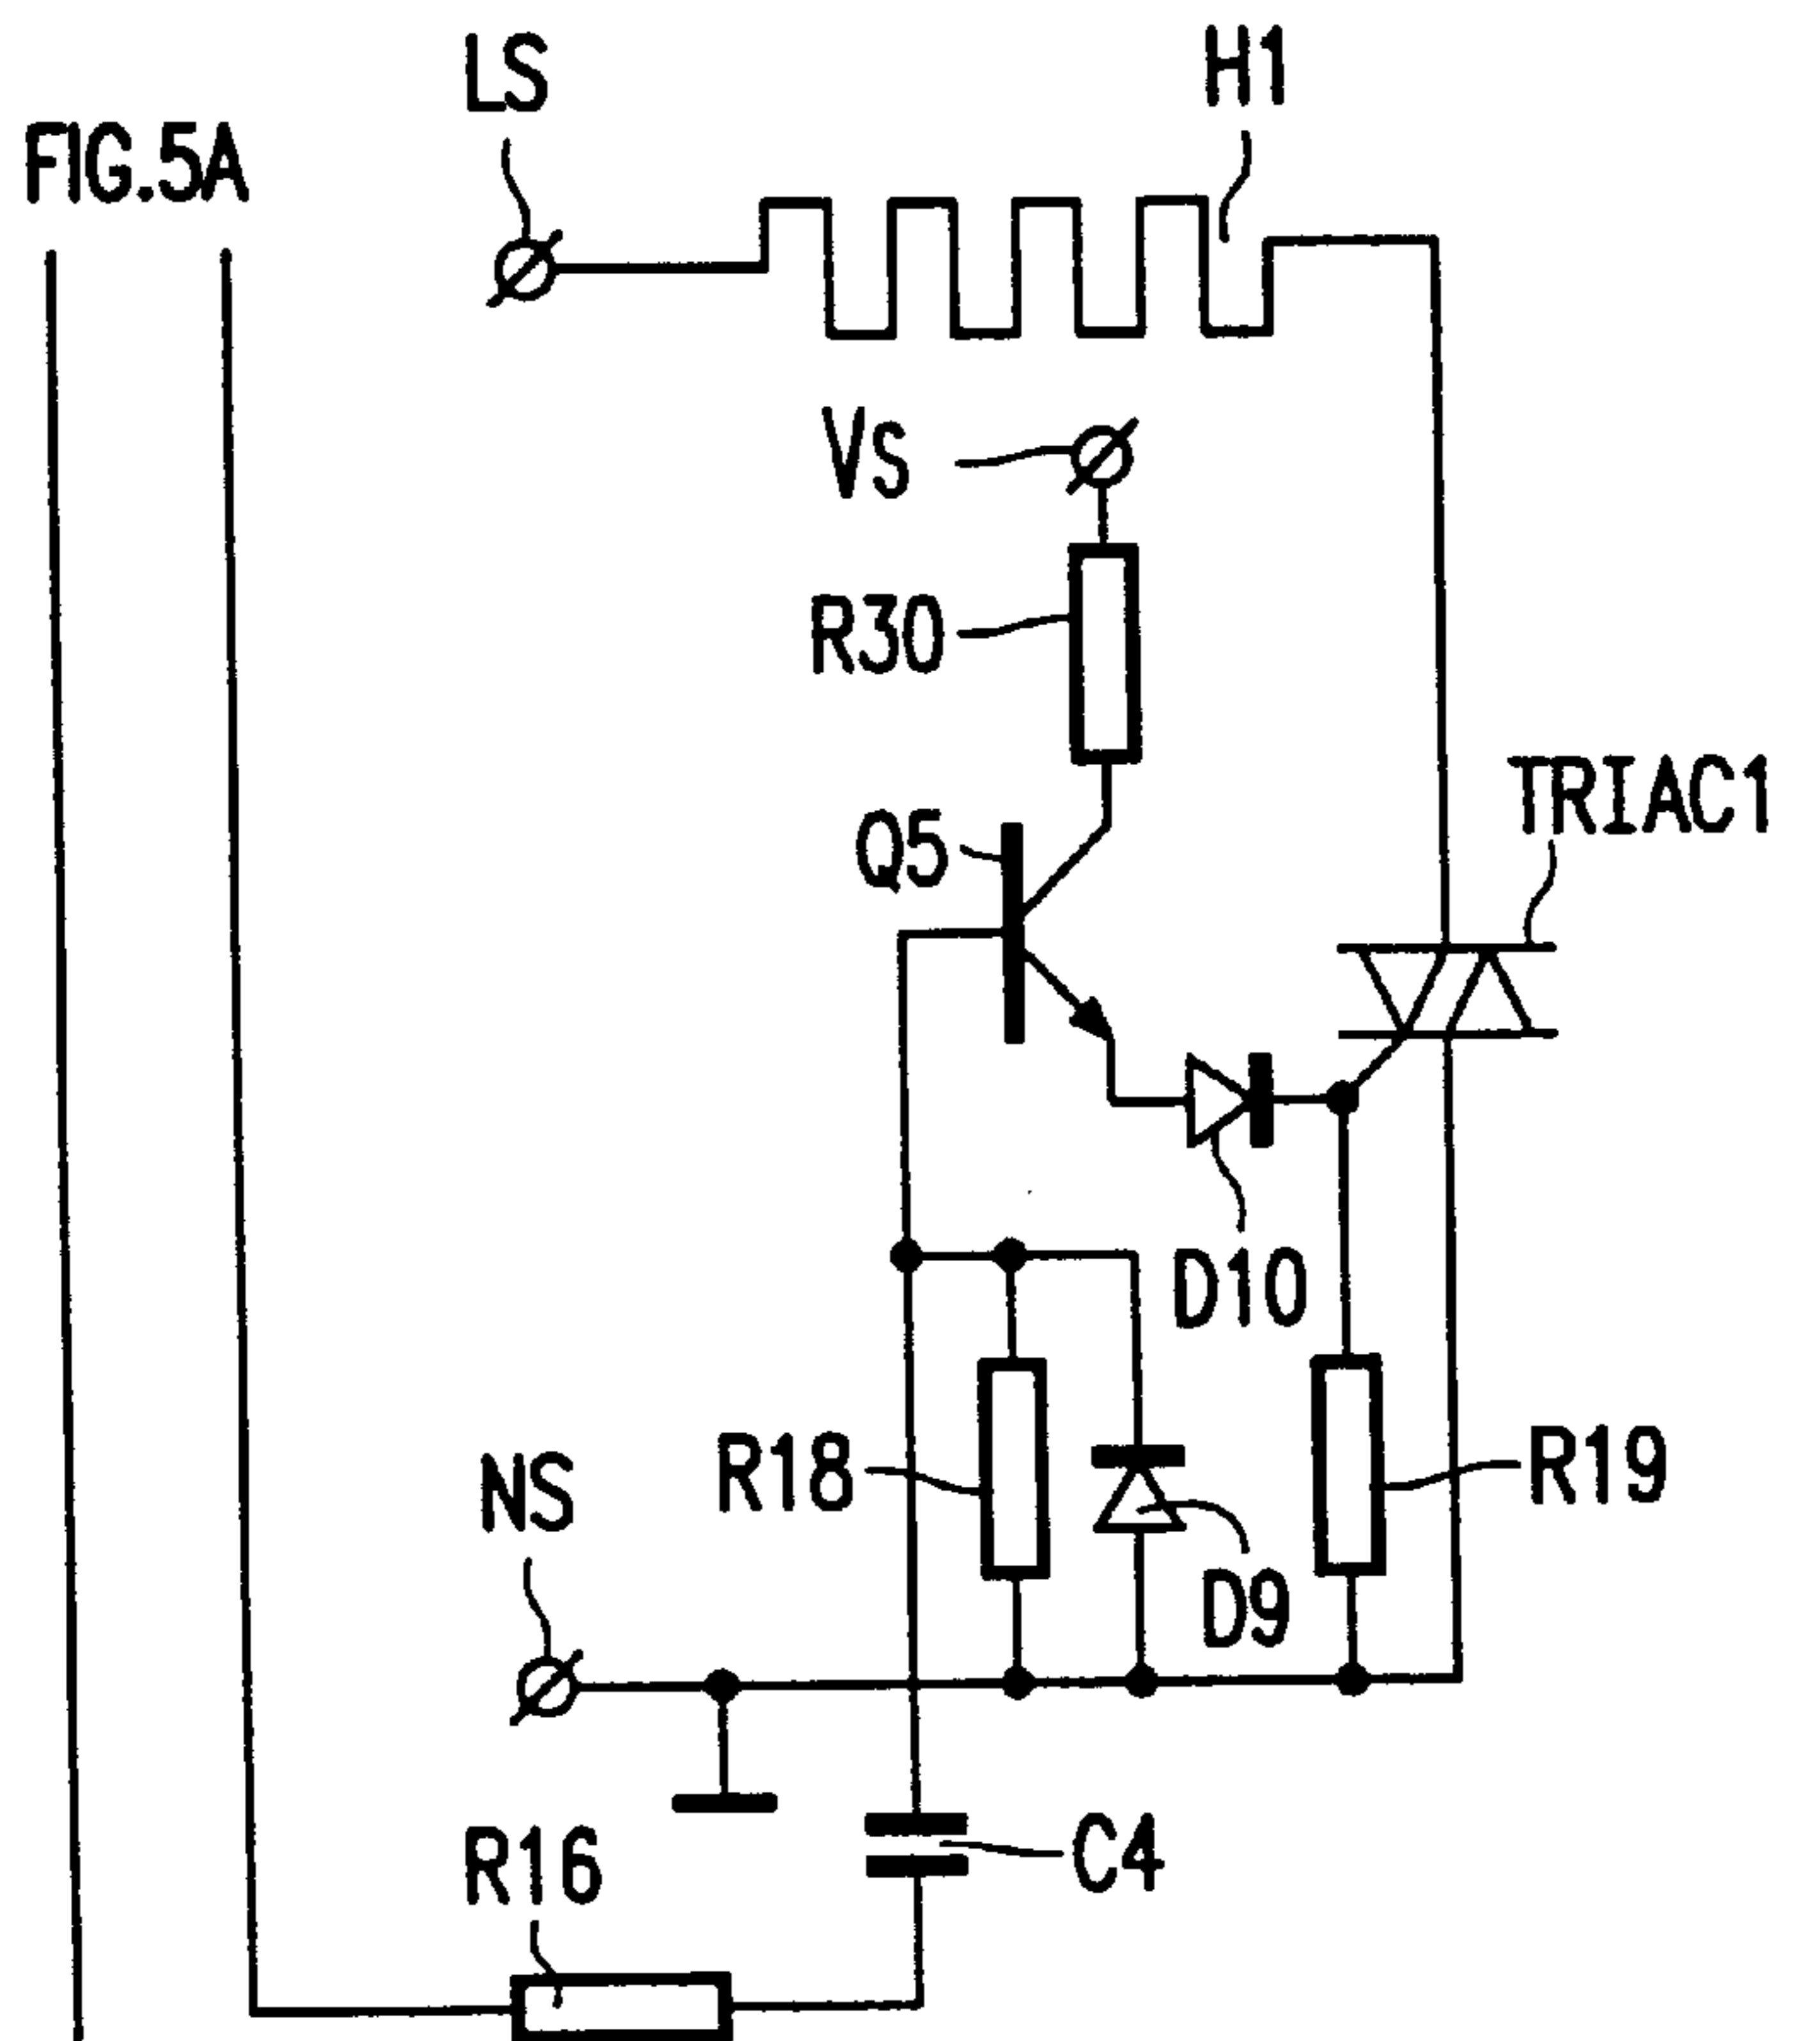 LS
H1
FIG.5A
Vs
R30
TRIAC1
Q5
D10
R18
R19
NS
D9
R16
C4